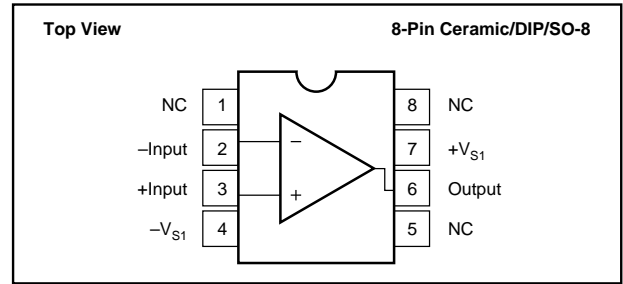 Top View 8-Pin Ceramic/DIP/SO-8
NC 1 8 NC
–Input 2 – 7 +VS1
+Input 3 + 6 Output
–VS1 4 5 NC